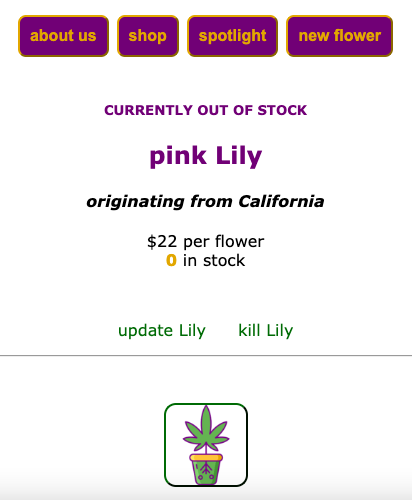 about us shop spotlight new flower
CURRENTLY OUT OF STOCK
pink Lily
originating from California
$22 per flower
0 in stock
update Lily kill Lily